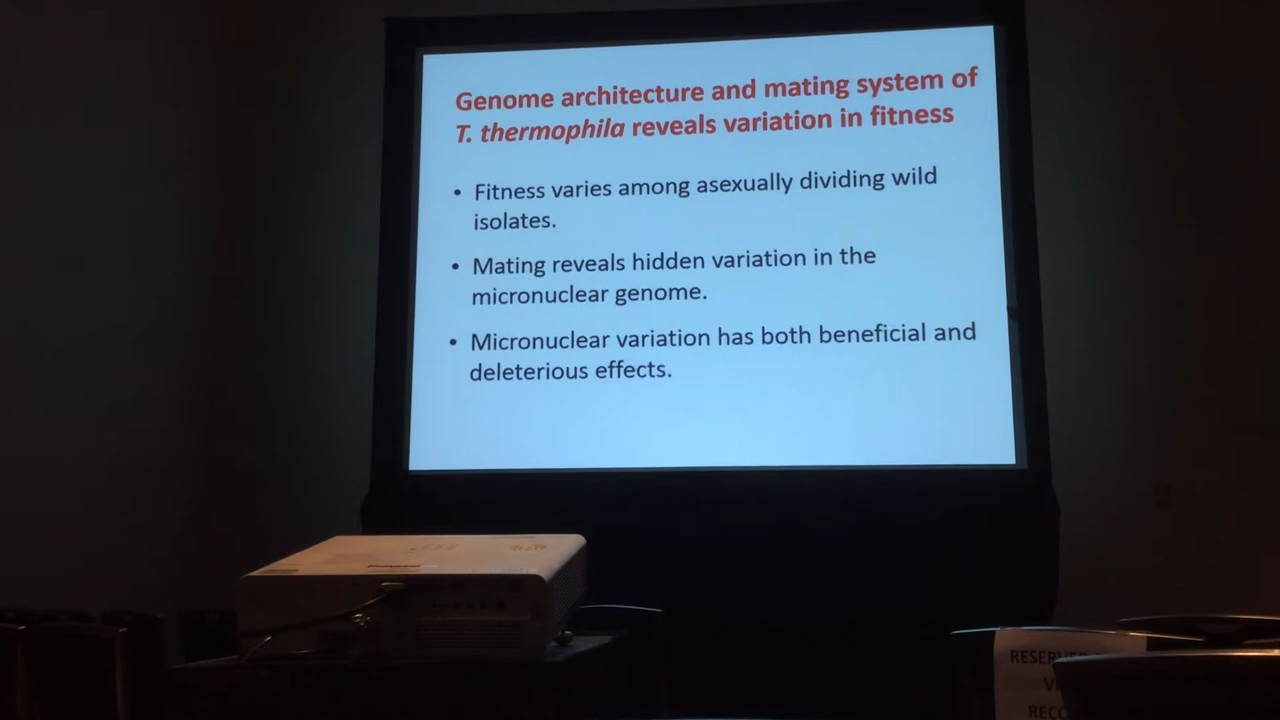 Genome architecture and mating system of
T. thermophila reveals variation in fitness
• Fitness varies among asexually dividing wild
isolates.
• Mating reveals hidden variation in the
micronuclear genome.
• Micronuclear variation has both beneficial and
deleterious effects.